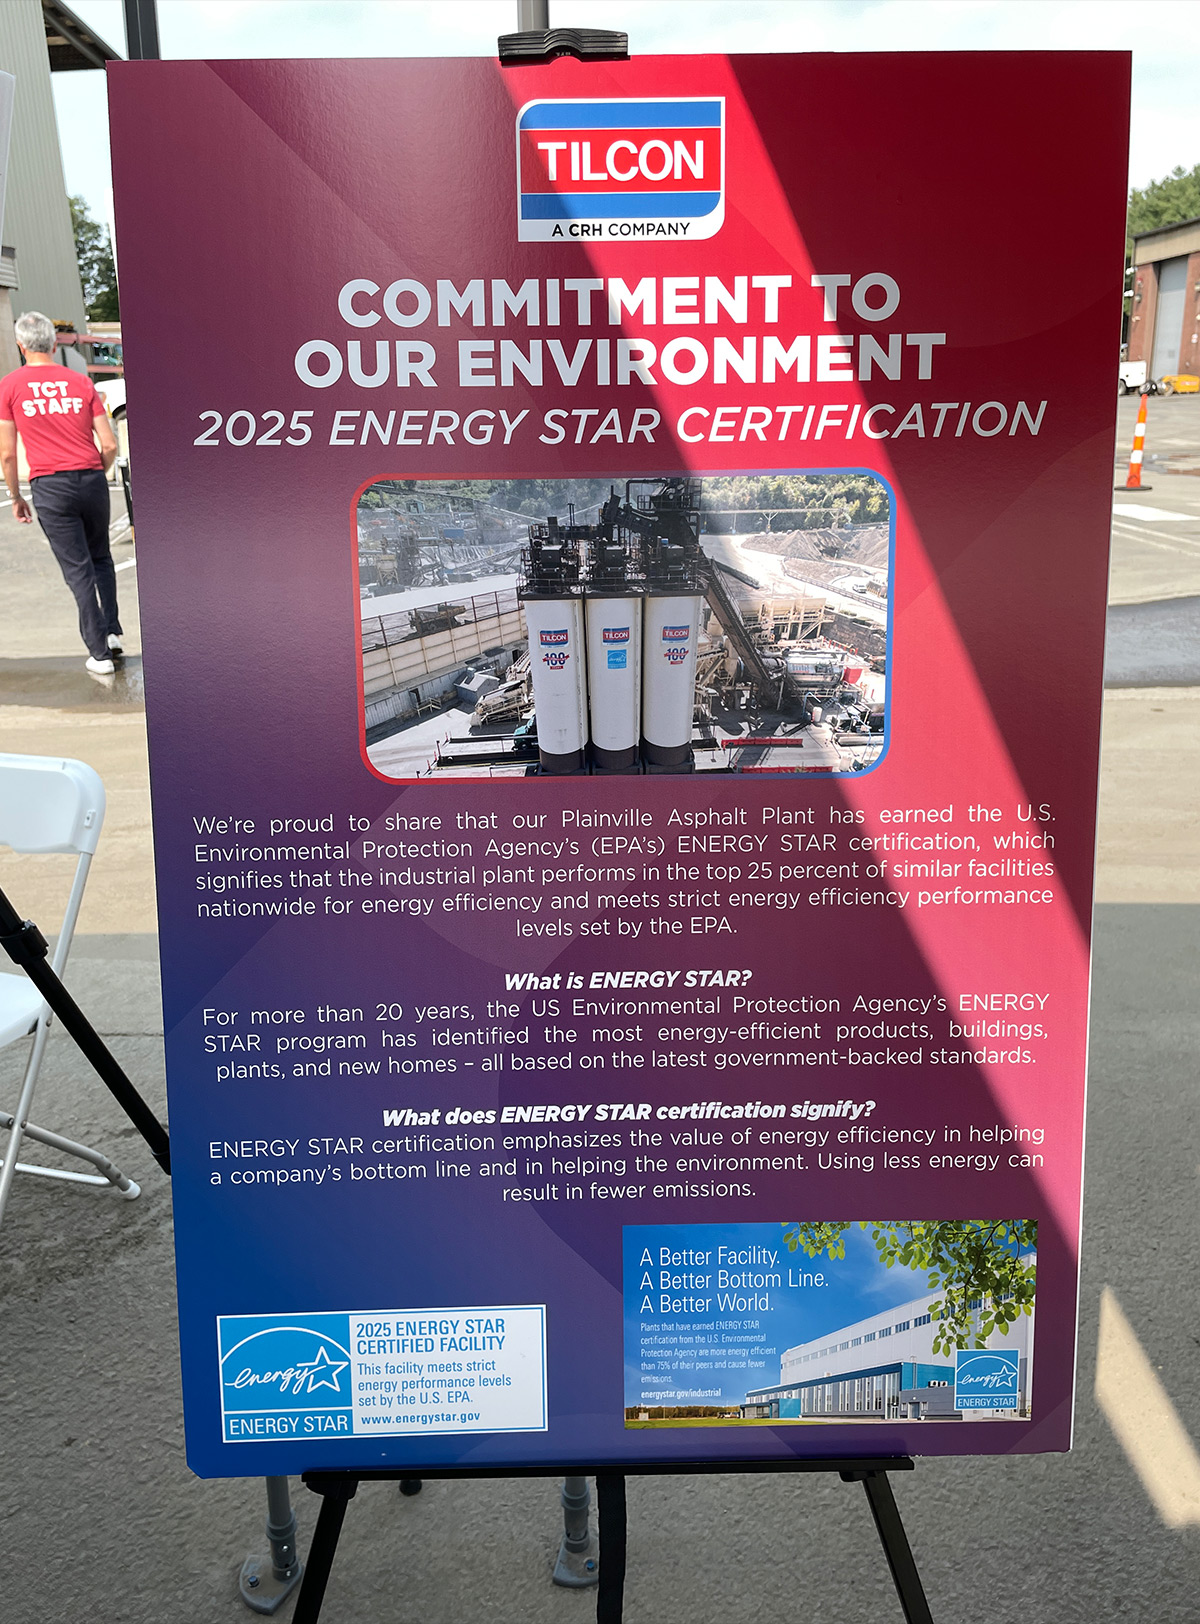 TILCON
A CRH COMPANY
COMMITMENT TO
OUR ENVIRONMENT
2025 ENERGY STAR CERTIFICATION
TCT
STAFF
TILCON
100
TILCON
TILCON
100
We're proud to share that our Plainville Asphalt Plant has earned the U.S.
Environmental Protection Agency's (EPA's) ENERGY STAR certification, which
signifies that the industrial plant performs in the top 25 percent of similar facilities
nationwide for energy efficiency and meets strict energy efficiency performance
levels set by the EPA.
What is ENERGY STAR?
For more than 20 years, the US Environmental Protection Agency's ENERGY
STAR program has identified the most energy-efficient products, buildings,
plants, and new homes – all based on the latest government-backed standards.
What does ENERGY STAR certification signify?
ENERGY STAR certification emphasizes the value of energy efficiency in helping
a company's bottom line and in helping the environment. Using less energy can
result in fewer emissions.
A Better Facility.
A Better Bottom Line.
A Better World.
Plants that have earned ENERGY STAR
certification from the U.S. Environmental
Protection Agency are more energy efficient
than 75% of their peers and cause fewer
emissions.
energystar.gov/industrial
energy
ENERGY STAR
energy
ENERGY STAR
2025 ENERGY STAR
CERTIFIED FACILITY
This facility meets strict
energy performance levels
set by the U.S. EPA.
www.energystar.gov